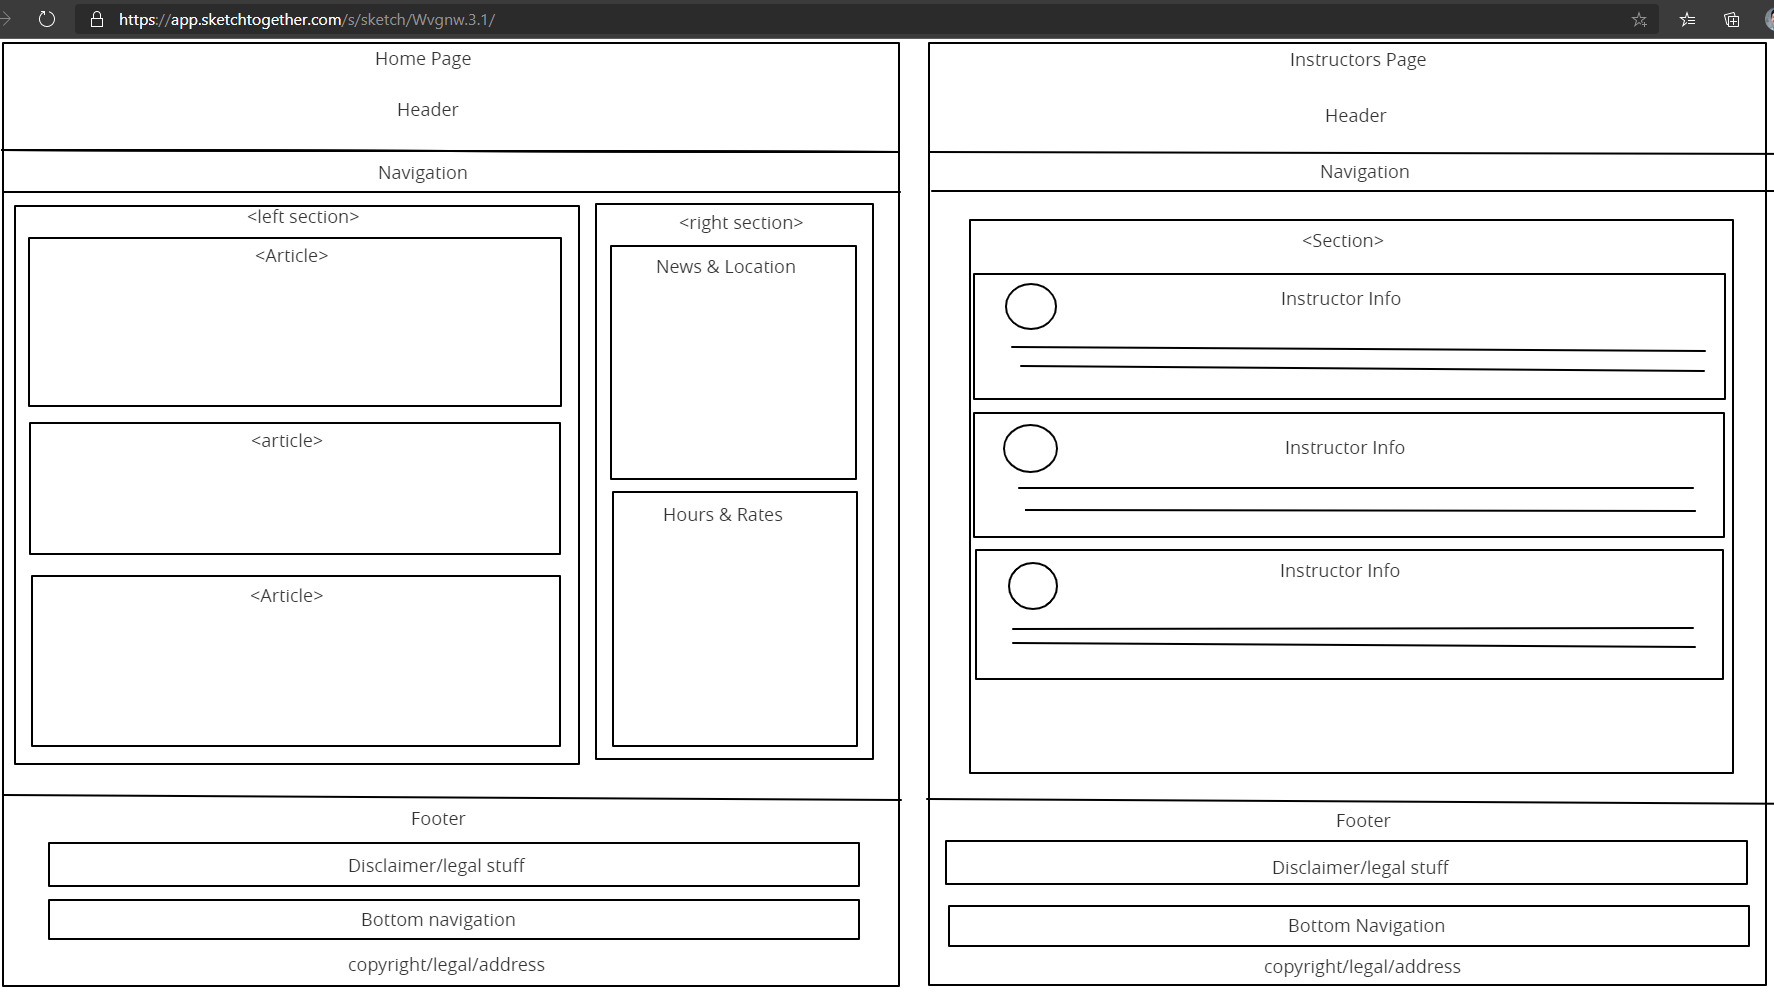 https://app.sketchtogether.com/s/sketch/Wvgnw.3.1/
Home Page
Header
Navigation
<left section>
<Article>
<article>
<Article>
<right section>
News & Location
Hours & Rates
Footer
Disclaimer/legal stuff
Bottom navigation
copyright/legal/address
Instructors Page
Header
Navigation
<Section>
Instructor Info
Instructor Info
Instructor Info
Footer
Disclaimer/legal stuff
Bottom Navigation
copyright/legal/address